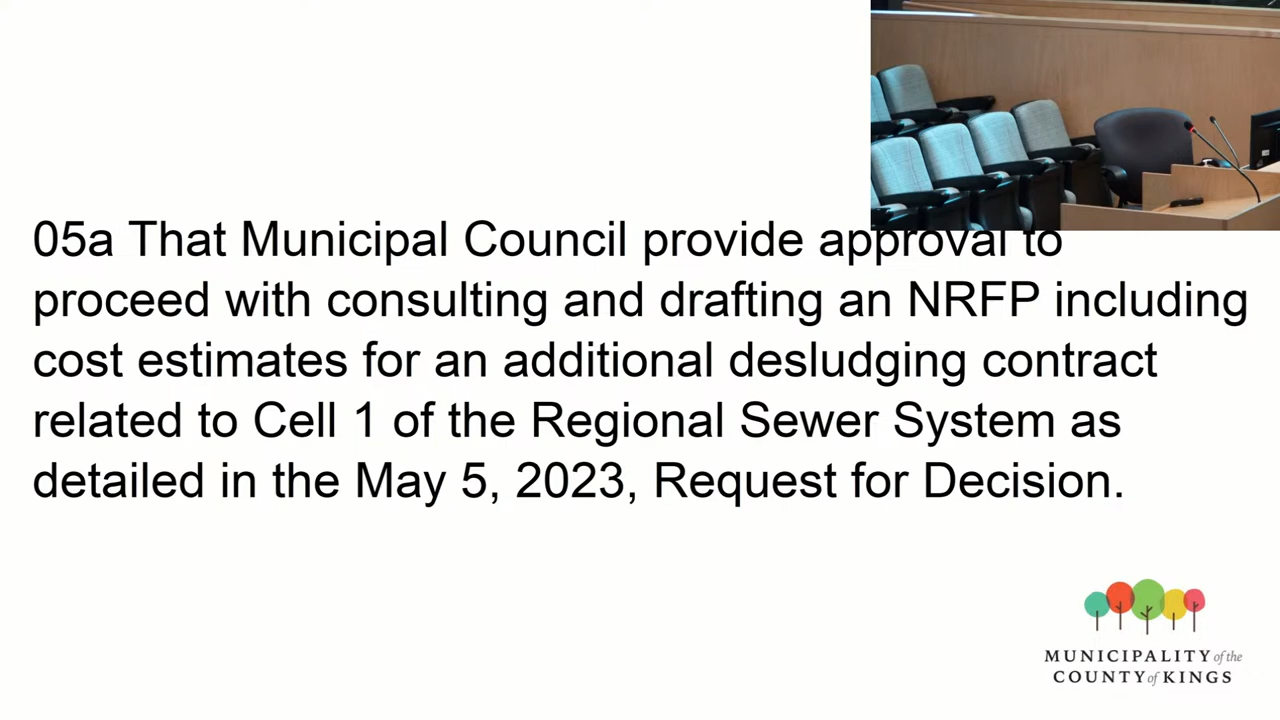 05a That Municipal Council provide approval to
proceed with consulting and drafting an NRFP including
cost estimates for an additional desludging contract
related to Cell 1 of the Regional Sewer System as
detailed in the May 5, 2023, Request for Decision.
MUNICIPALITY of the
COUNTY of KINGS